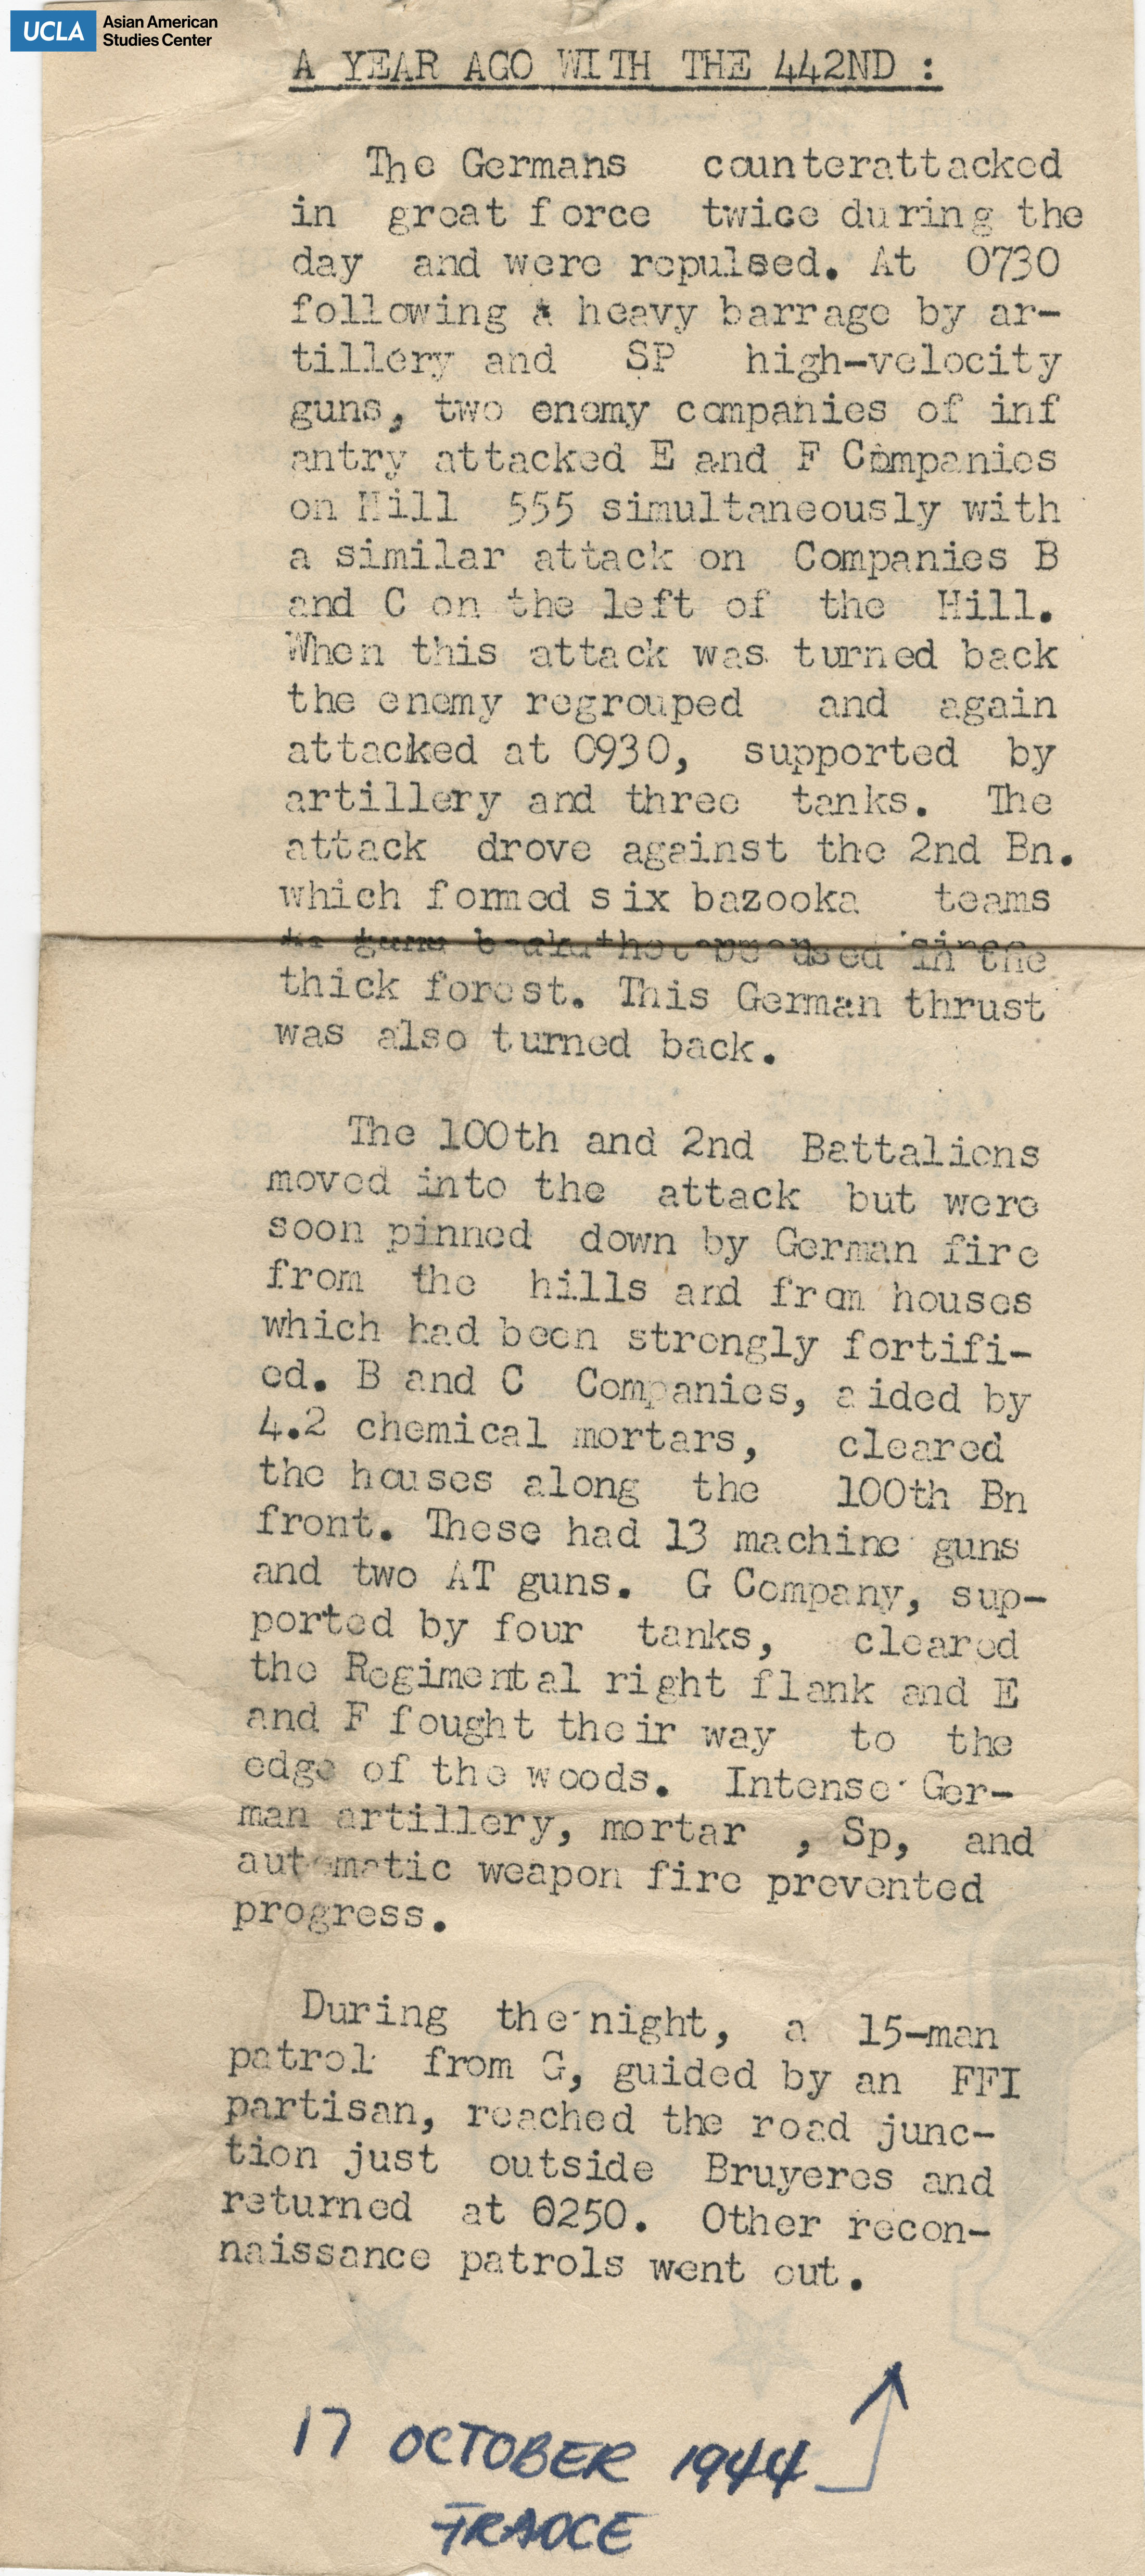 UCLA Asian American
Studies Center
A YEAR AGO WITH THE 442ND :
The Germans counterattacked
in great force twice during the
day and were repulsed. At 0730
following a heavy barrage by ar-
tillery and SP high-velocity
guns, two enemy companies of inf
antry attacked E and F Companies
on Hill 555 simultaneously with
a similar attack on Companies B
and C on the left of the Hill.
When this attack was turned back
the enemy regrouped and again
attacked at 0930, supported by
artillery and three tanks. The
attack drove against the 2nd Bn.
which formed six bazooka teams
be used in the
thick forest. This German thrust
was also turned back.
The 100th and 2nd Battalions
moved into the attack but were
soon pinned down by German fire
from the hills and from houses
which had been strongly fortifi-
ed. B and C Companies, aided by
4.2 chemical mortars, cleared
the houses along the 100th Bn
front. These had 13 machine guns
and two AT guns. G Company, sup-
ported by four tanks, cleared
the Regimental right flank and E
and F fought their way to the
edge of the woods. Intense Ger-
man artillery, mortar , Sp, and
automatic weapon fire prevented
progress.
During the night, a 15-man
patrol from G, guided by an FFI
partisan, reached the road junc-
tion just outside Bruyeres and
returned at 0250. Other recon-
naissance patrols went out.
17 OCTOBER 1944
FRANCE